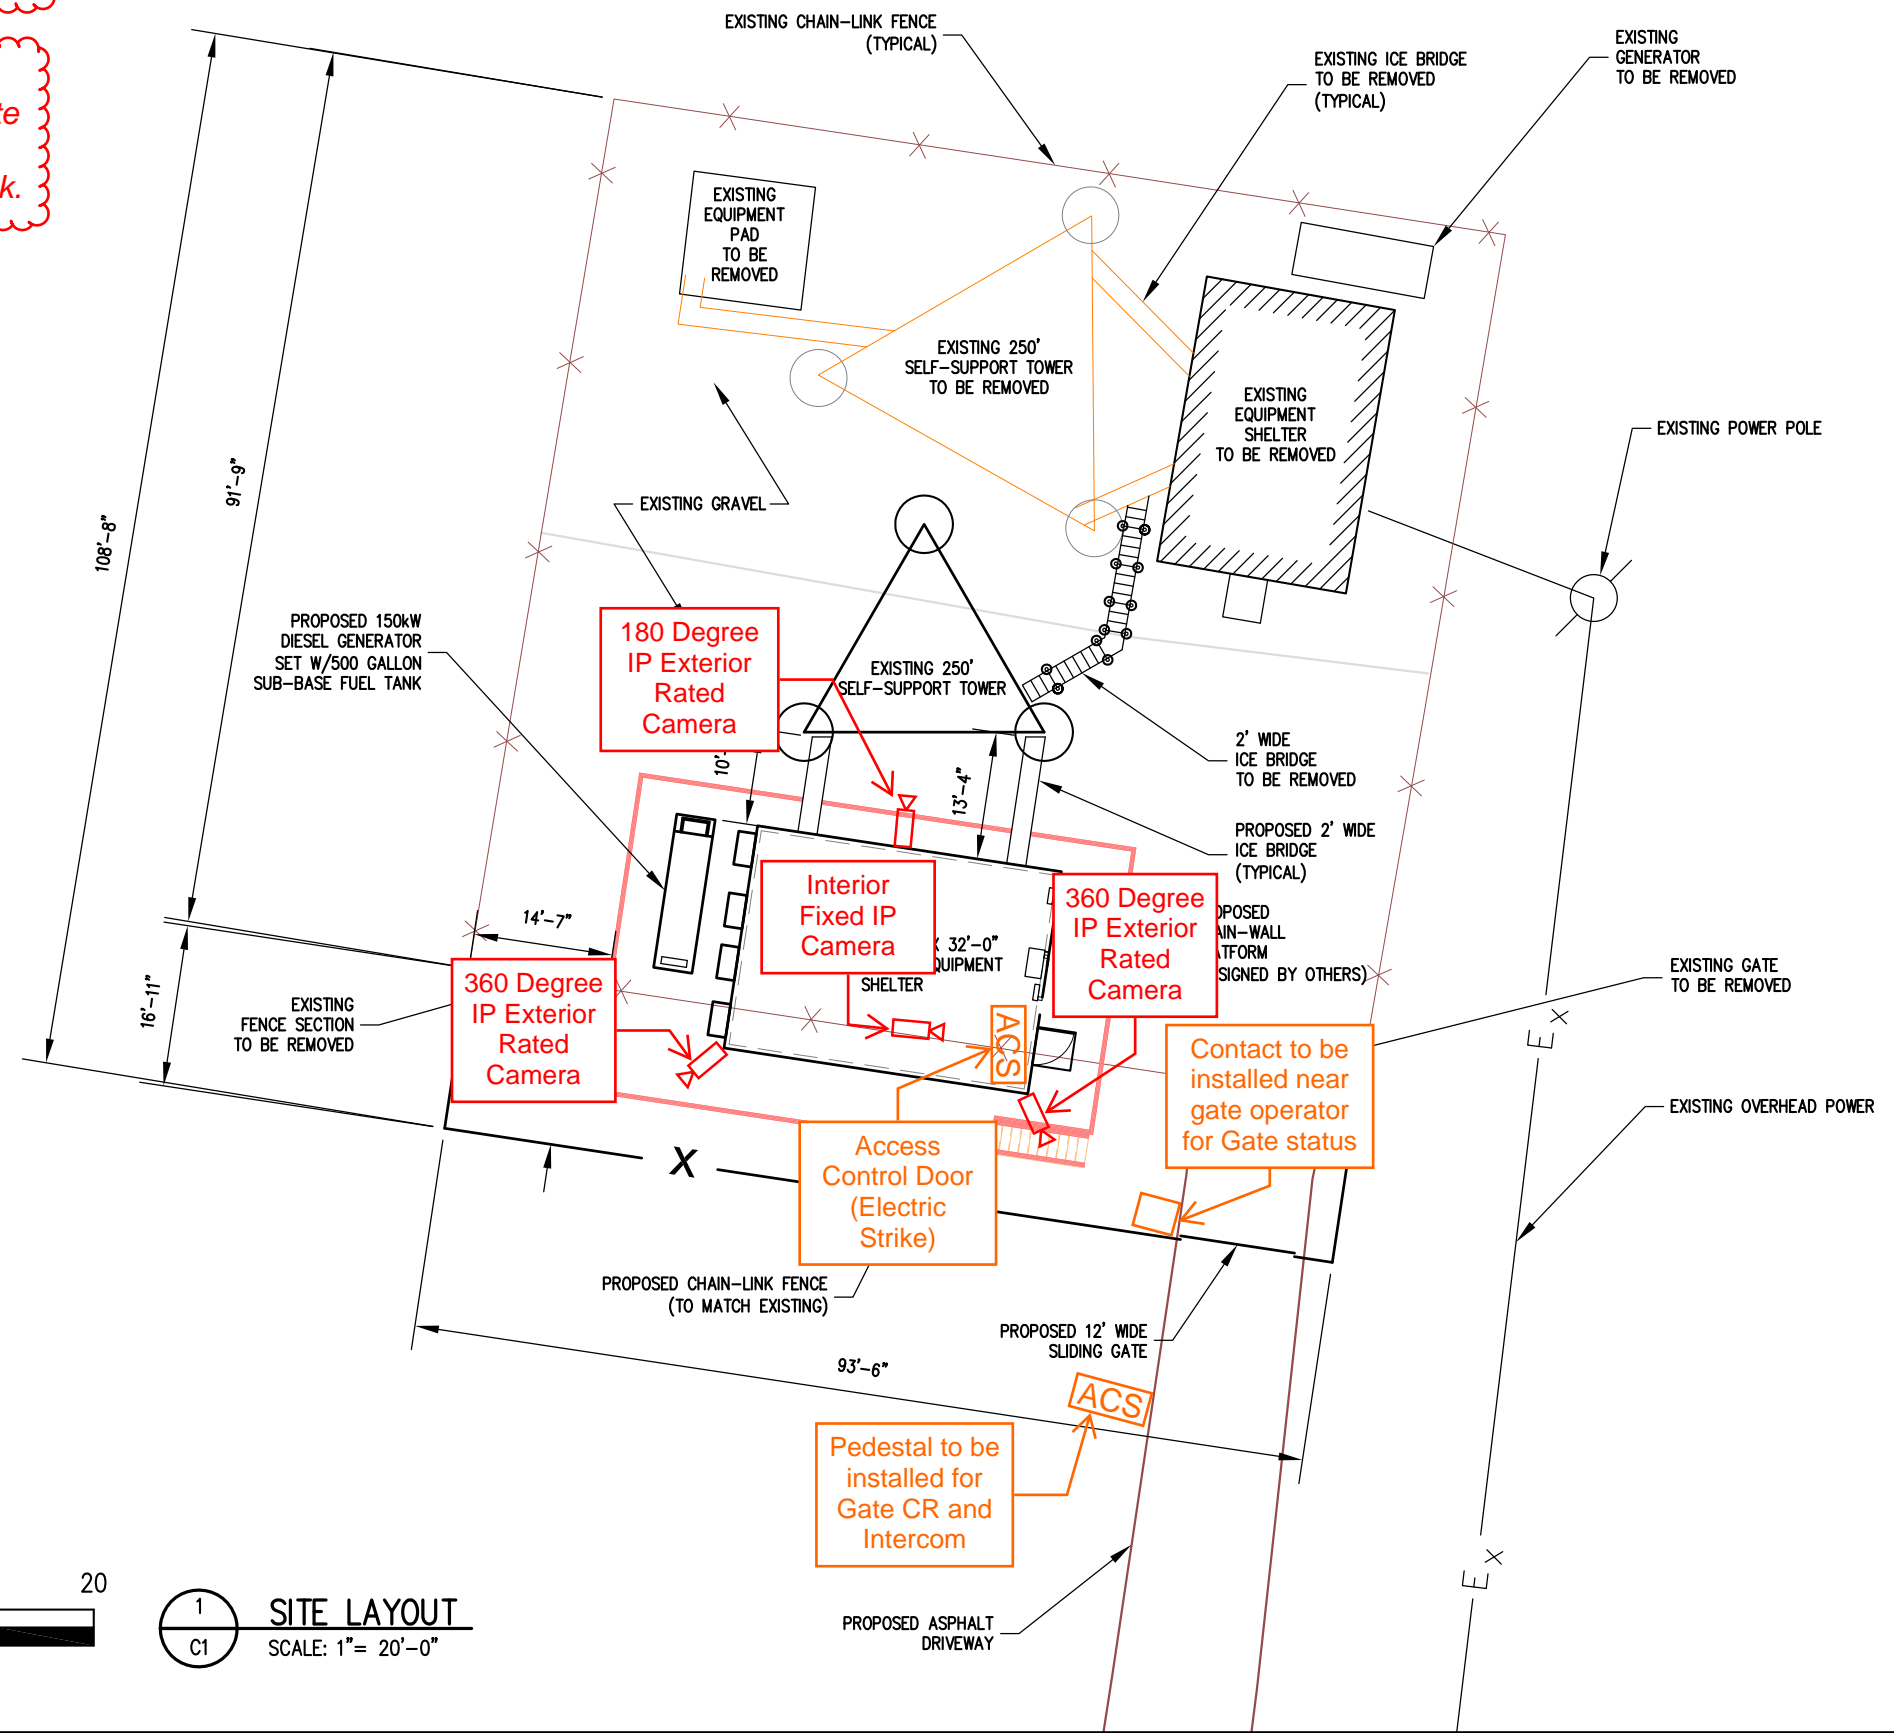 EXISTING CHAIN-LINK FENCE
(TYPICAL)
EXISTING ICE BRIDGE
TO BE REMOVED
(TYPICAL)
EXISTING
GENERATOR
TO BE REMOVED
k.
EXISTING
EQUIPMENT
PAD
TO BE
REMOVED
EXISTING 250'
SELF-SUPPORT TOWER
TO BE REMOVED
EXISTING
EQUIPMENT
SHELTER
TO BE REMOVED
EXISTING POWER POLE
91'-9"
108'-8"
EXISTING GRAVEL
PROPOSED 150kW
DIESEL GENERATOR
SET W/500 GALLON
SUB-BASE FUEL TANK
180 Degree
IP Exterior
Rated
Camera
EXISTING 250'
SELF-SUPPORT TOWER
2' WIDE
ICE BRIDGE
TO BE REMOVED
10'-
13'-4"
PROPOSED 2' WIDE
ICE BRIDGE
(TYPICAL)
Interior
Fixed IP
Camera
X 32'-0"
EQUIPMENT
SHELTER
360 Degree
IP Exterior
Rated
Camera
OPOSED
AIN-WALL
ATFORM
SIGNED BY OTHERS)
14'-7"
16'-11"
360 Degree
IP Exterior
Rated
Camera
EXISTING
FENCE SECTION
TO BE REMOVED
EXISTING GATE
TO BE REMOVED
ACS
Contact to be
installed near
gate operator
for Gate status
E X
EXISTING OVERHEAD POWER
X
Access
Control Door
(Electric
Strike)
PROPOSED CHAIN-LINK FENCE
(TO MATCH EXISTING)
PROPOSED 12' WIDE
SLIDING GATE
93'-6"
ACS
Pedestal to be
installed for
Gate CR and
Intercom
E X
PROPOSED ASPHALT
DRIVEWAY
20
1
C1
SITE LAYOUT
SCALE: 1"= 20'-0"